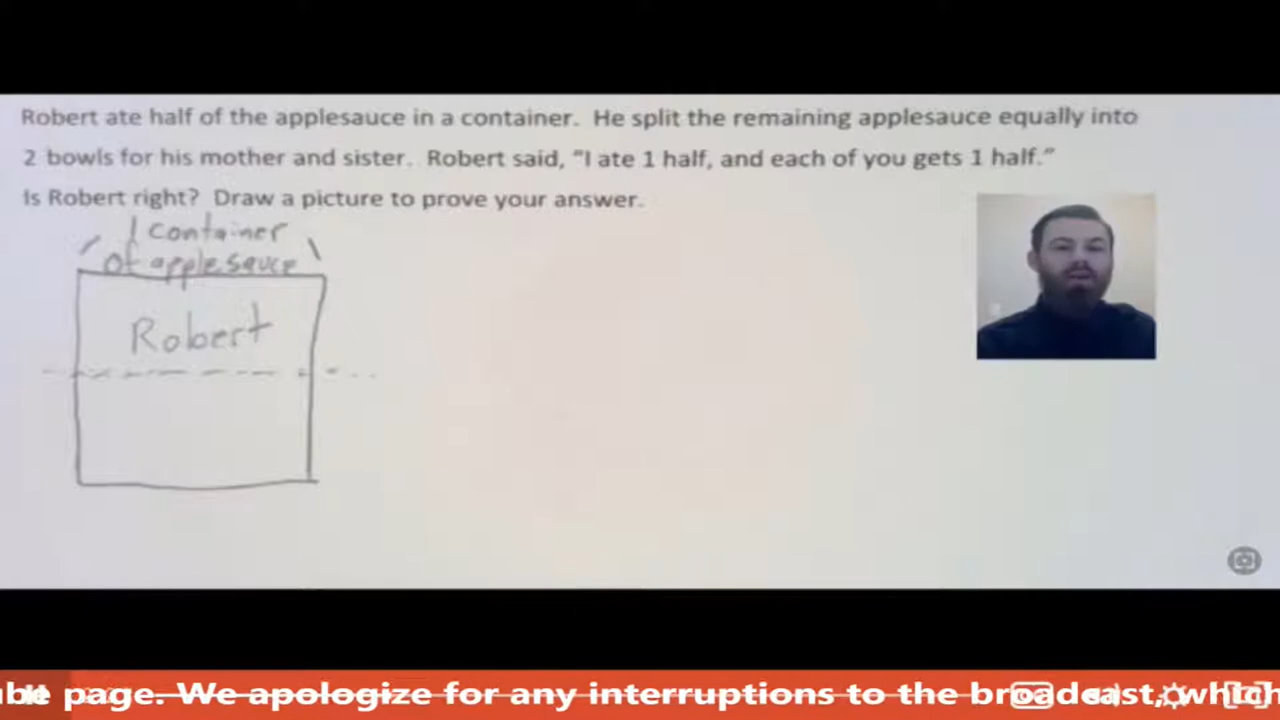 Robert ate half of the applesauce in a container. He split the remaining applesauce equally into
2 bowls for his mother and sister. Robert said, “I ate 1 half, and each of you gets 1 half.”
Is Robert right? Draw a picture to prove your answer.
1 container
of applesauce
Robert
page. We apologize for any interruptions to the broadcast, which